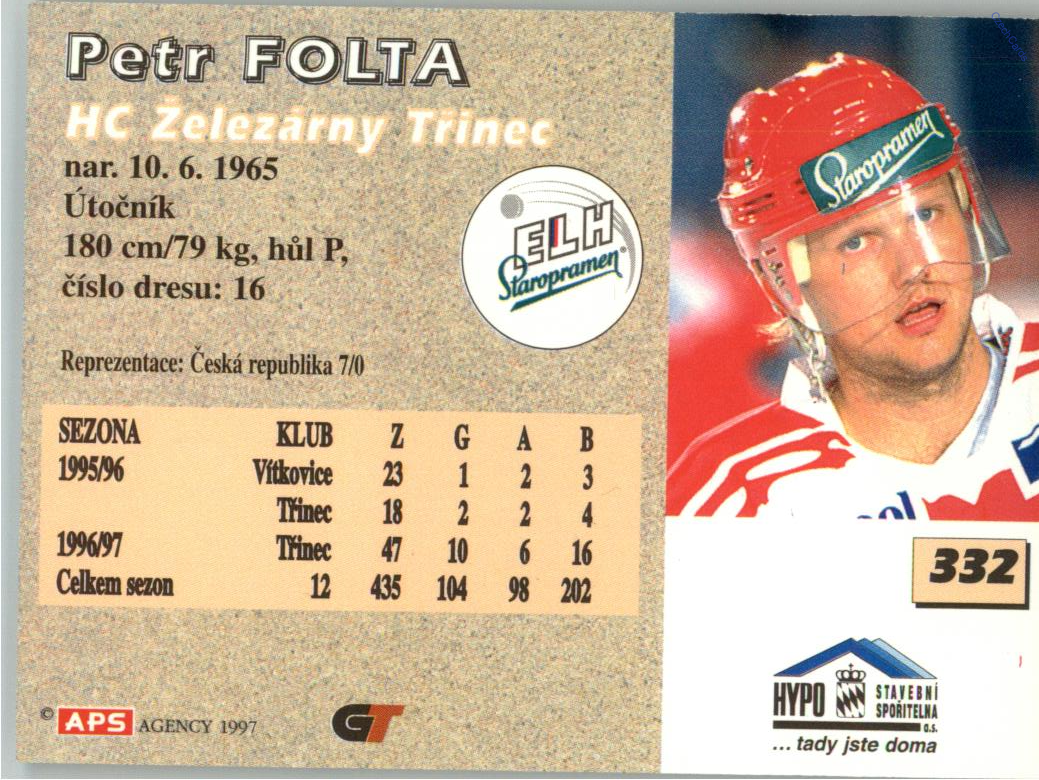 Petr FOLTA
HC Železárny Třinec
nar. 10. 6. 1965
Útočník
180 cm/79 kg, hůl P,
číslo dresu: 16
ELH
Staropramen
Staropramen
Reprezentace: Česká republika 7/0
SEZONA KLUB Z G A B
1995/96 Vítkovice 23 1 2 3
Třinec 18 2 2 4
1996/97 Třinec 47 10 6 16
Celkem sezon 12 435 104 98 202
332
HYPO STAVEBNÍ
SPOŘITELNA
a.s.
... tady jste doma
© APS AGENCY 1997
GT